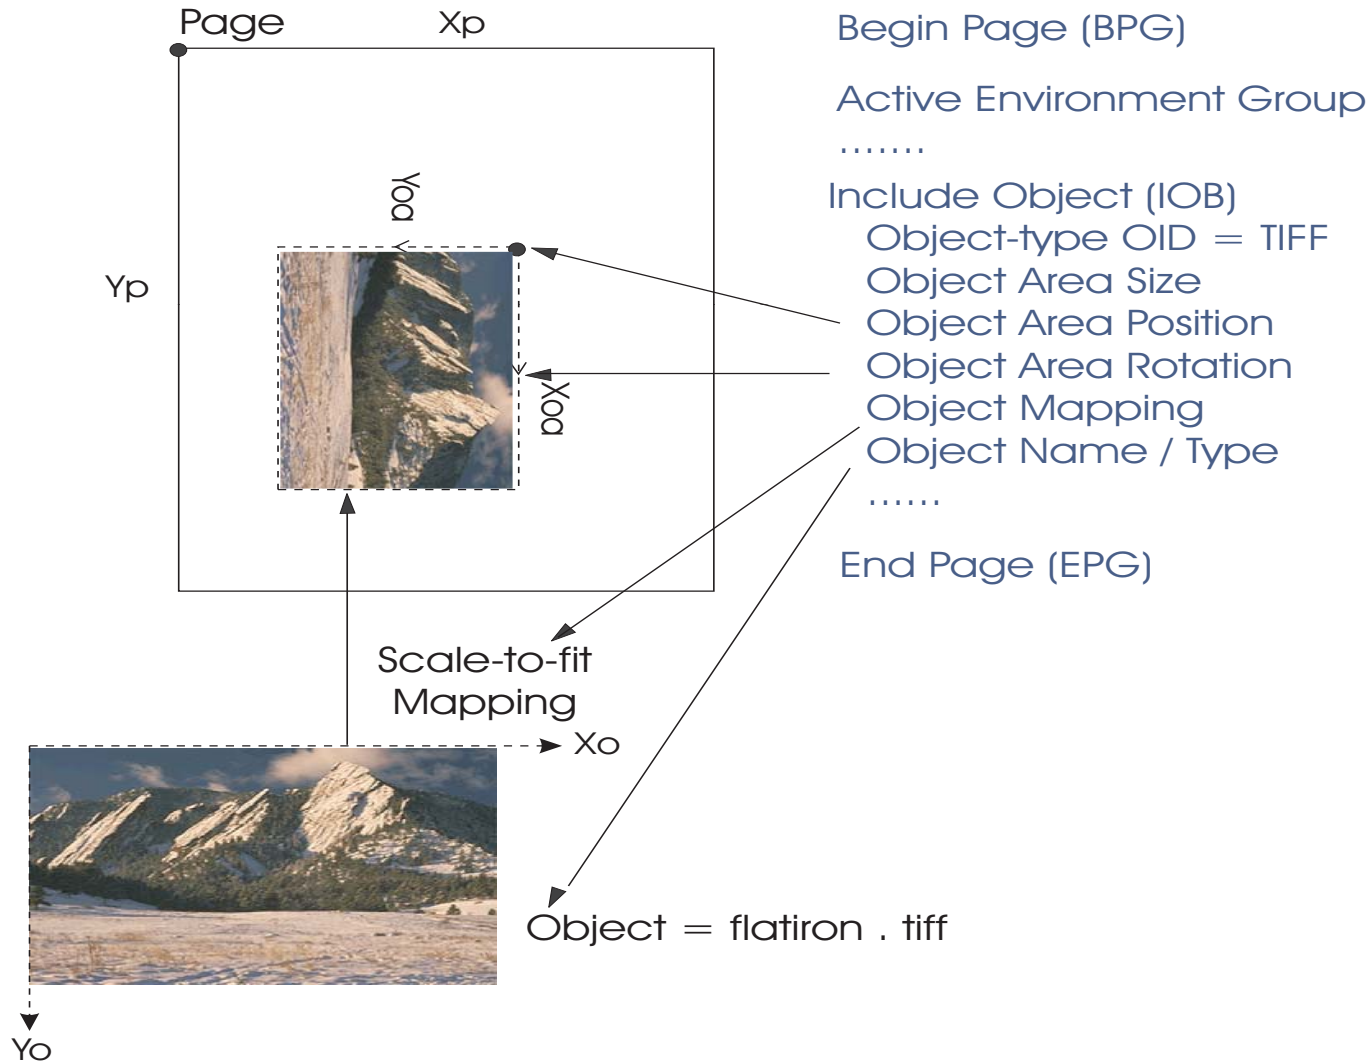 Page
Xp
Begin Page (BPG)
Active Environment Group
.......
Yoa
Include Object (IOB)
Object-type OID = TIFF
Yp
Object Area Size
Object Area Position
Object Area Rotation
Xoa
Object Mapping
Object Name / Type
......
End Page (EPG)
Scale-to-fit
Mapping
Xo
Object = flatiron . tiff
Yo